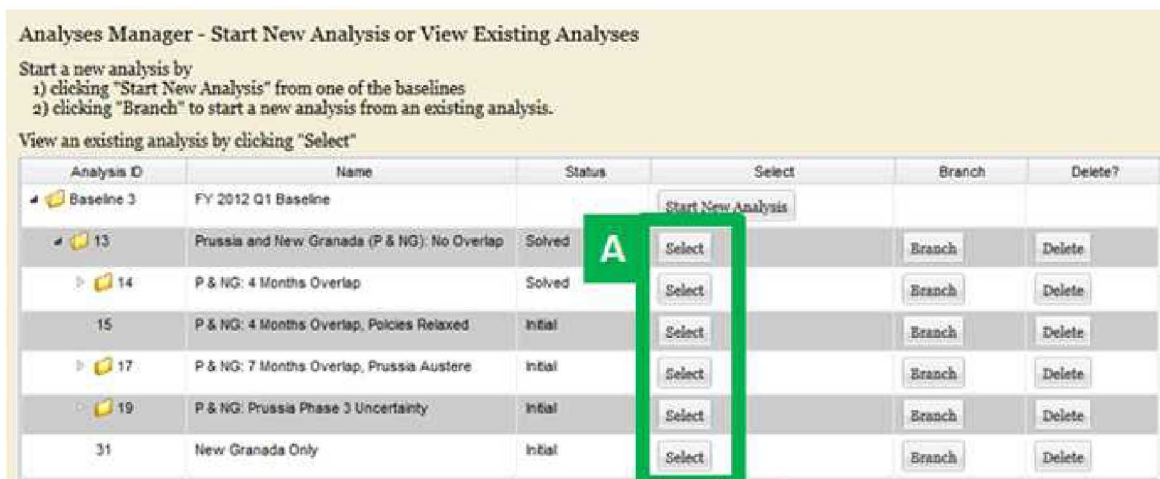 Analyses Manager - Start New Analysis or View Existing Analyses
Start a new analysis by
1) clicking "Start New Analysis" from one of the baselines
2) clicking "Branch" to start a new analysis from an existing analysis.
View an existing analysis by clicking "Select"
Analysis ID Name Status Select Branch Delete?
Baseline 3 FY 2012 Q1 Baseline Start New Analysis
13 Prussia and New Granada (P & NG): No Overlap Solved A Select Branch Delete
14 P & NG: 4 Months Overlap Solved Select Branch Delete
15 P & NG: 4 Months Overlap, Polcies Relaxed Initial Select Branch Delete
17 P & NG: 7 Months Overlap, Prussia Austere Initial Select Branch Delete
19 P & NG: Prussia Phase 3 Uncertainty Initial Select Branch Delete
31 New Granada Only Initial Select Branch Delete